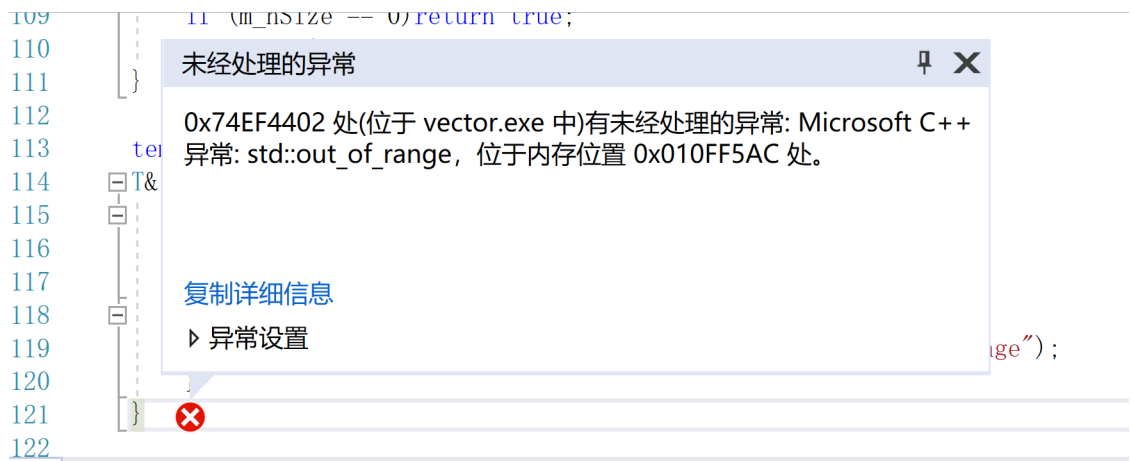 109 if (m_nSize == 0)return true;
110
未经处理的异常
111 }
112
0x74EF4402 处(位于 vector.exe 中)有未经处理的异常: Microsoft C++
113
异常: std::out_of_range，位于内存位置 0x010FF5AC 处。
114 T&
115
116
117
复制详细信息
118
异常设置
119 ge");
120
121 }
122